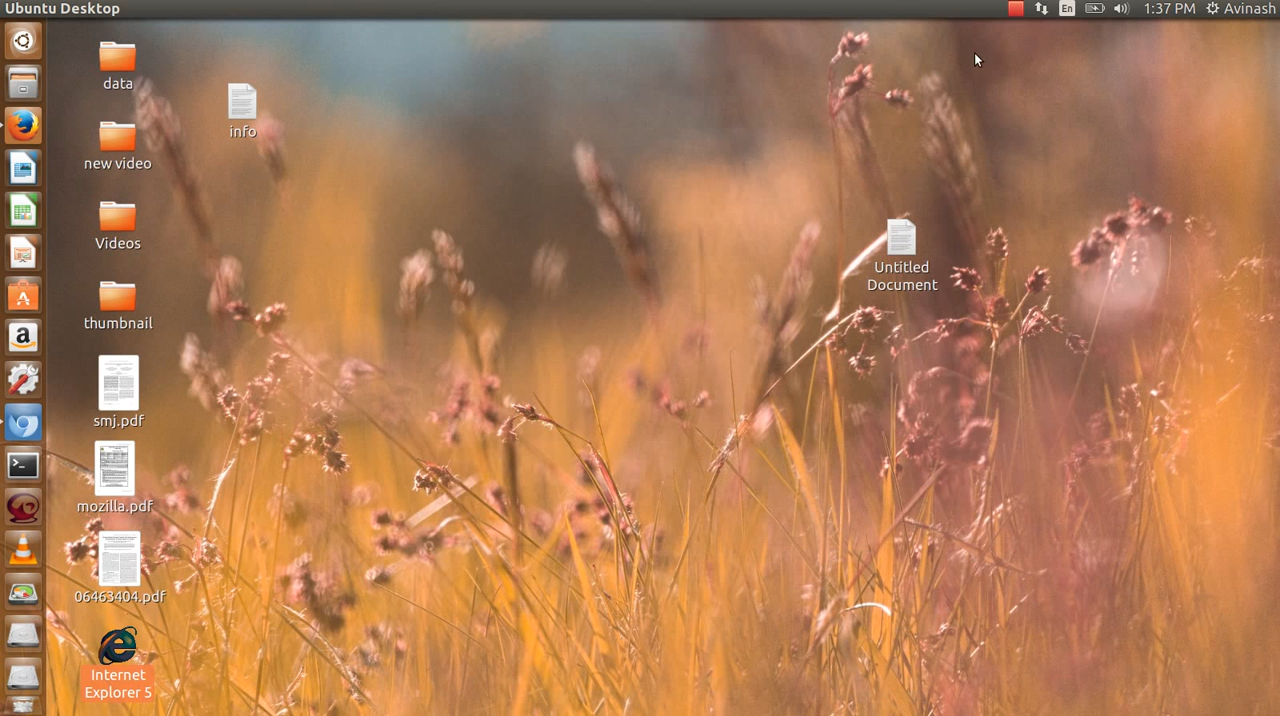 Ubuntu Desktop
En
1:37 PM
Avinash
data
info
new video
Videos
Untitled
Document
thumbnail
smj.pdf
mozilla.pdf
06463404.pdf
Internet
Explorer 5